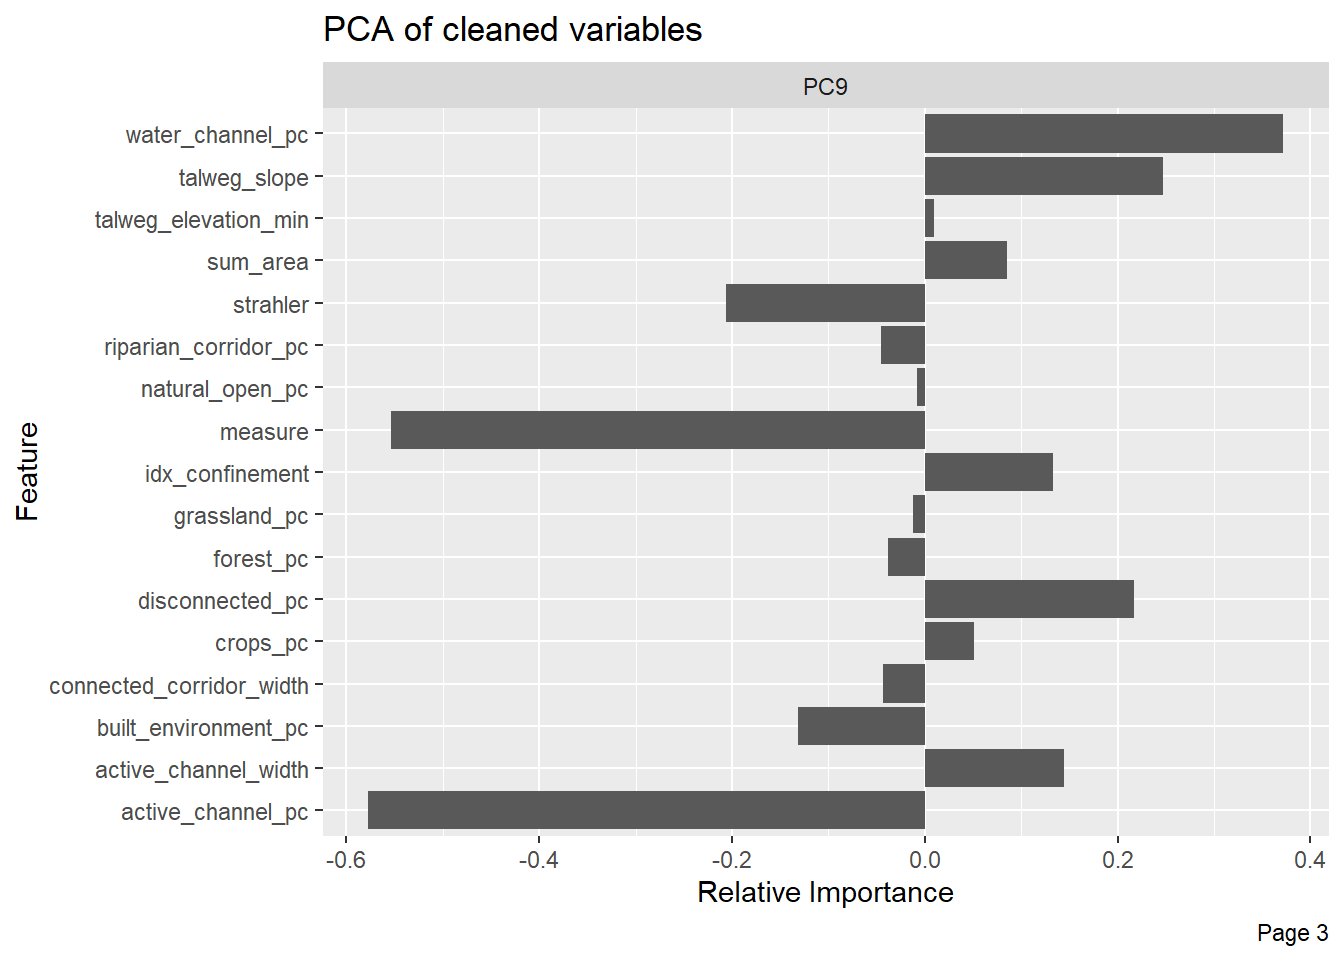 PCA of cleaned variables
PC9
water_channel_pc
talweg_slope
talweg_elevation_min
sum_area
strahler
riparian_corridor_pc
natural_open_pc
measure
idx_confinement
grassland_pc
forest_pc
disconnected_pc
crops_pc
connected_corridor_width
built_environment_pc
active_channel_width
active_channel_pc
Feature
-0.6 -0.4 -0.2 0.0 0.2 0.4
Relative Importance
Page 3